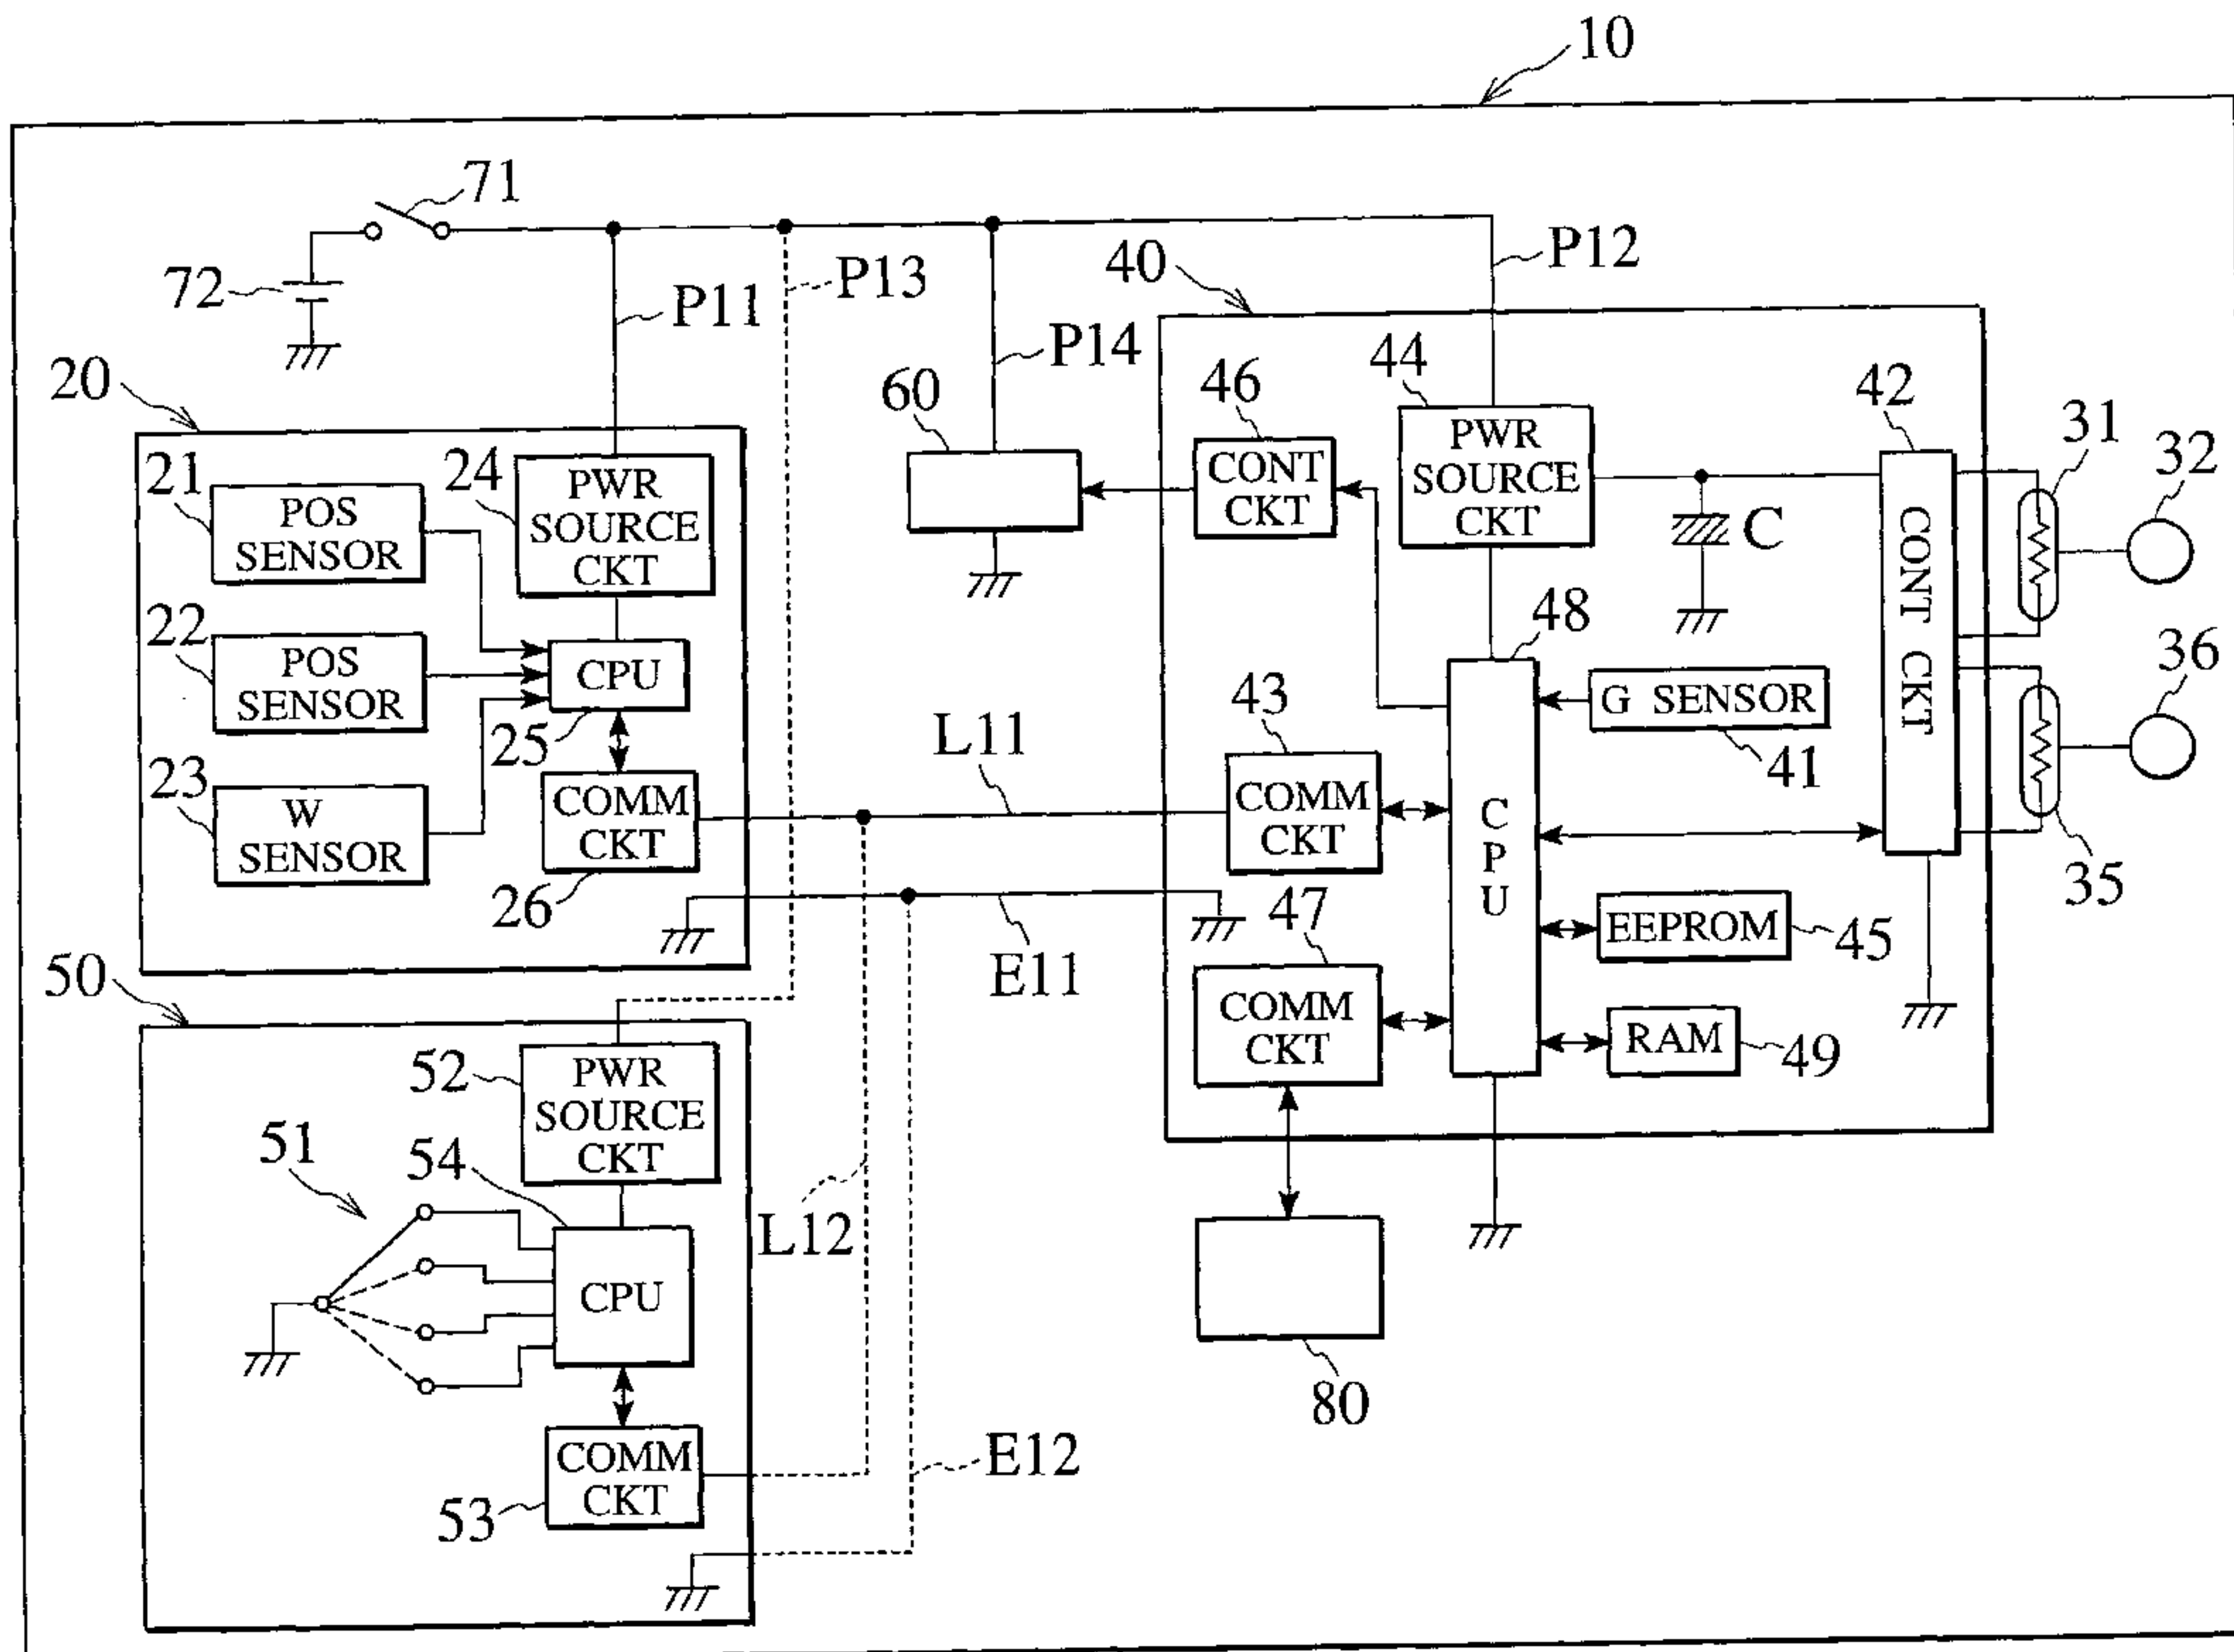 10
71
72
P11
P13
P14
P12
40
20
60
46
44
42
31
32
21
POS
SENSOR
24
PWR
SOURCE
CKT
CONT
CKT
PWR
SOURCE
CKT
C
22
POS
SENSOR
CPU
25
48
CONT CKT
36
43
G SENSOR
41
L11
23
W
SENSOR
COMM
CKT
26
COMM
CKT
CPU
35
E11
47
EEPROM
45
50
COMM
CKT
RAM
49
52
PWR
SOURCE
CKT
51
54
L12
CPU
80
COMM
CKT
53
E12